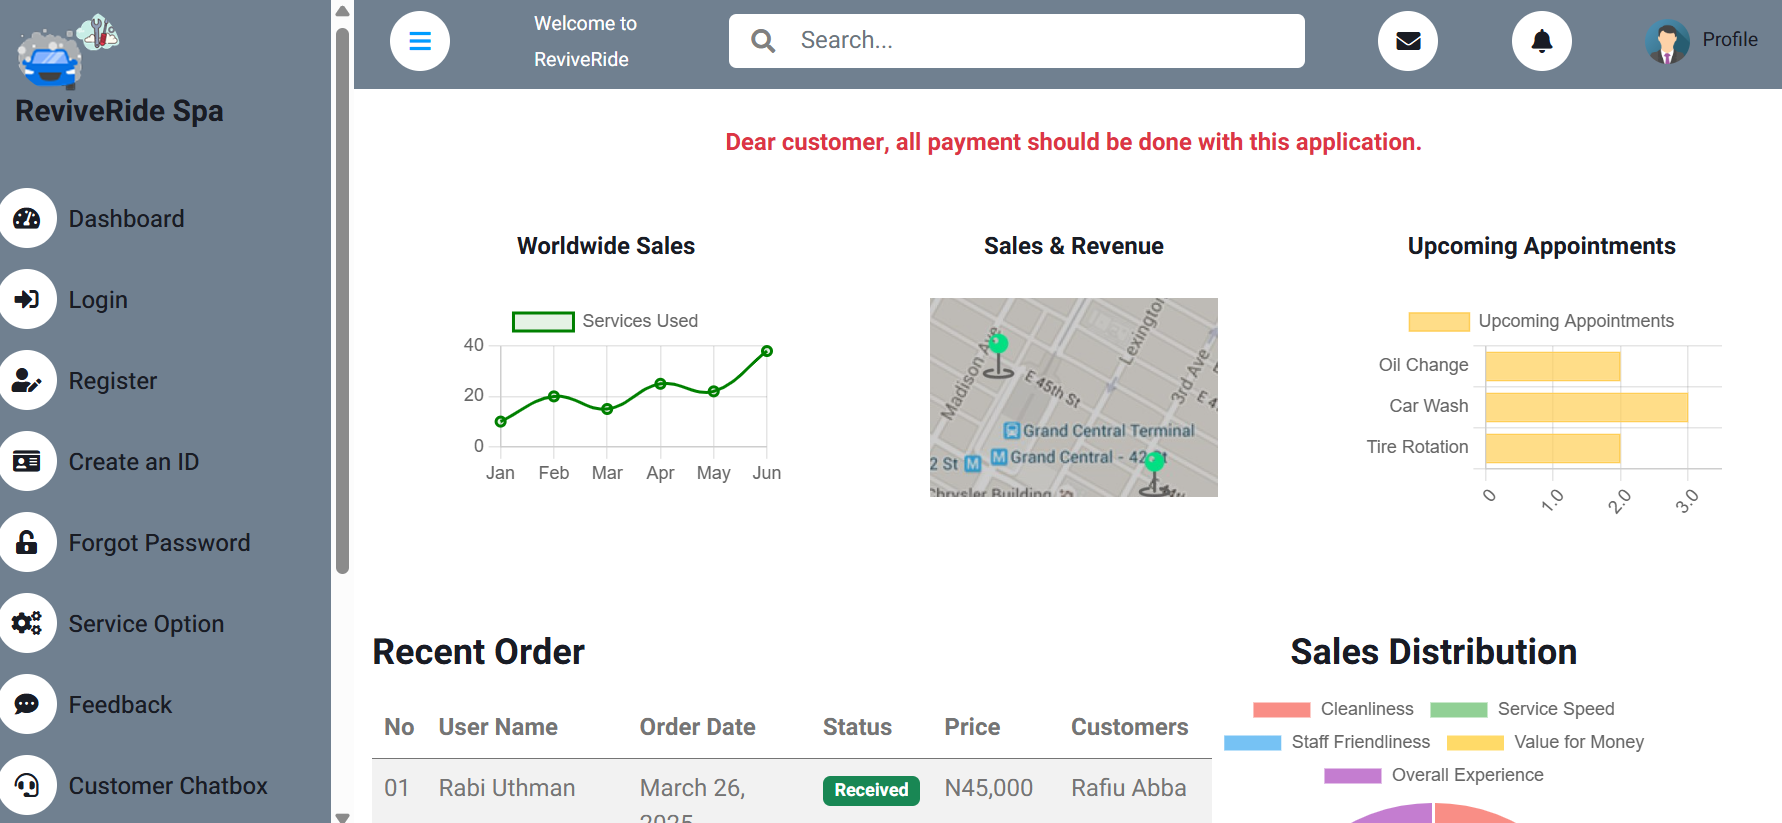 ReviveRide Spa
Dashboard
Login
Register
Create an ID
Forgot Password
Service Option
Feedback
Customer Chatbox
Welcome to
ReviveRide
Search...
Profile
Dear customer, all payment should be done with this application.
Worldwide Sales
Services Used
40
20
0
Jan Feb Mar Apr May Jun
Sales & Revenue
Madison Ave
Lexington
3rd Ave
E 45th St
E 4
Grand Central Terminal
2 St
M
M
Grand Central - 42
Chrysler Building
Upcoming Appointments
Upcoming Appointments
Oil Change
Car Wash
Tire Rotation
0 1.0 2.0 3.0
Recent Order
No User Name Order Date Status Price Customers
01 Rabi Uthman March 26, Received N45,000 Rafiu Abba
2025
Sales Distribution
Cleanliness Service Speed
Staff Friendliness Value for Money
Overall Experience